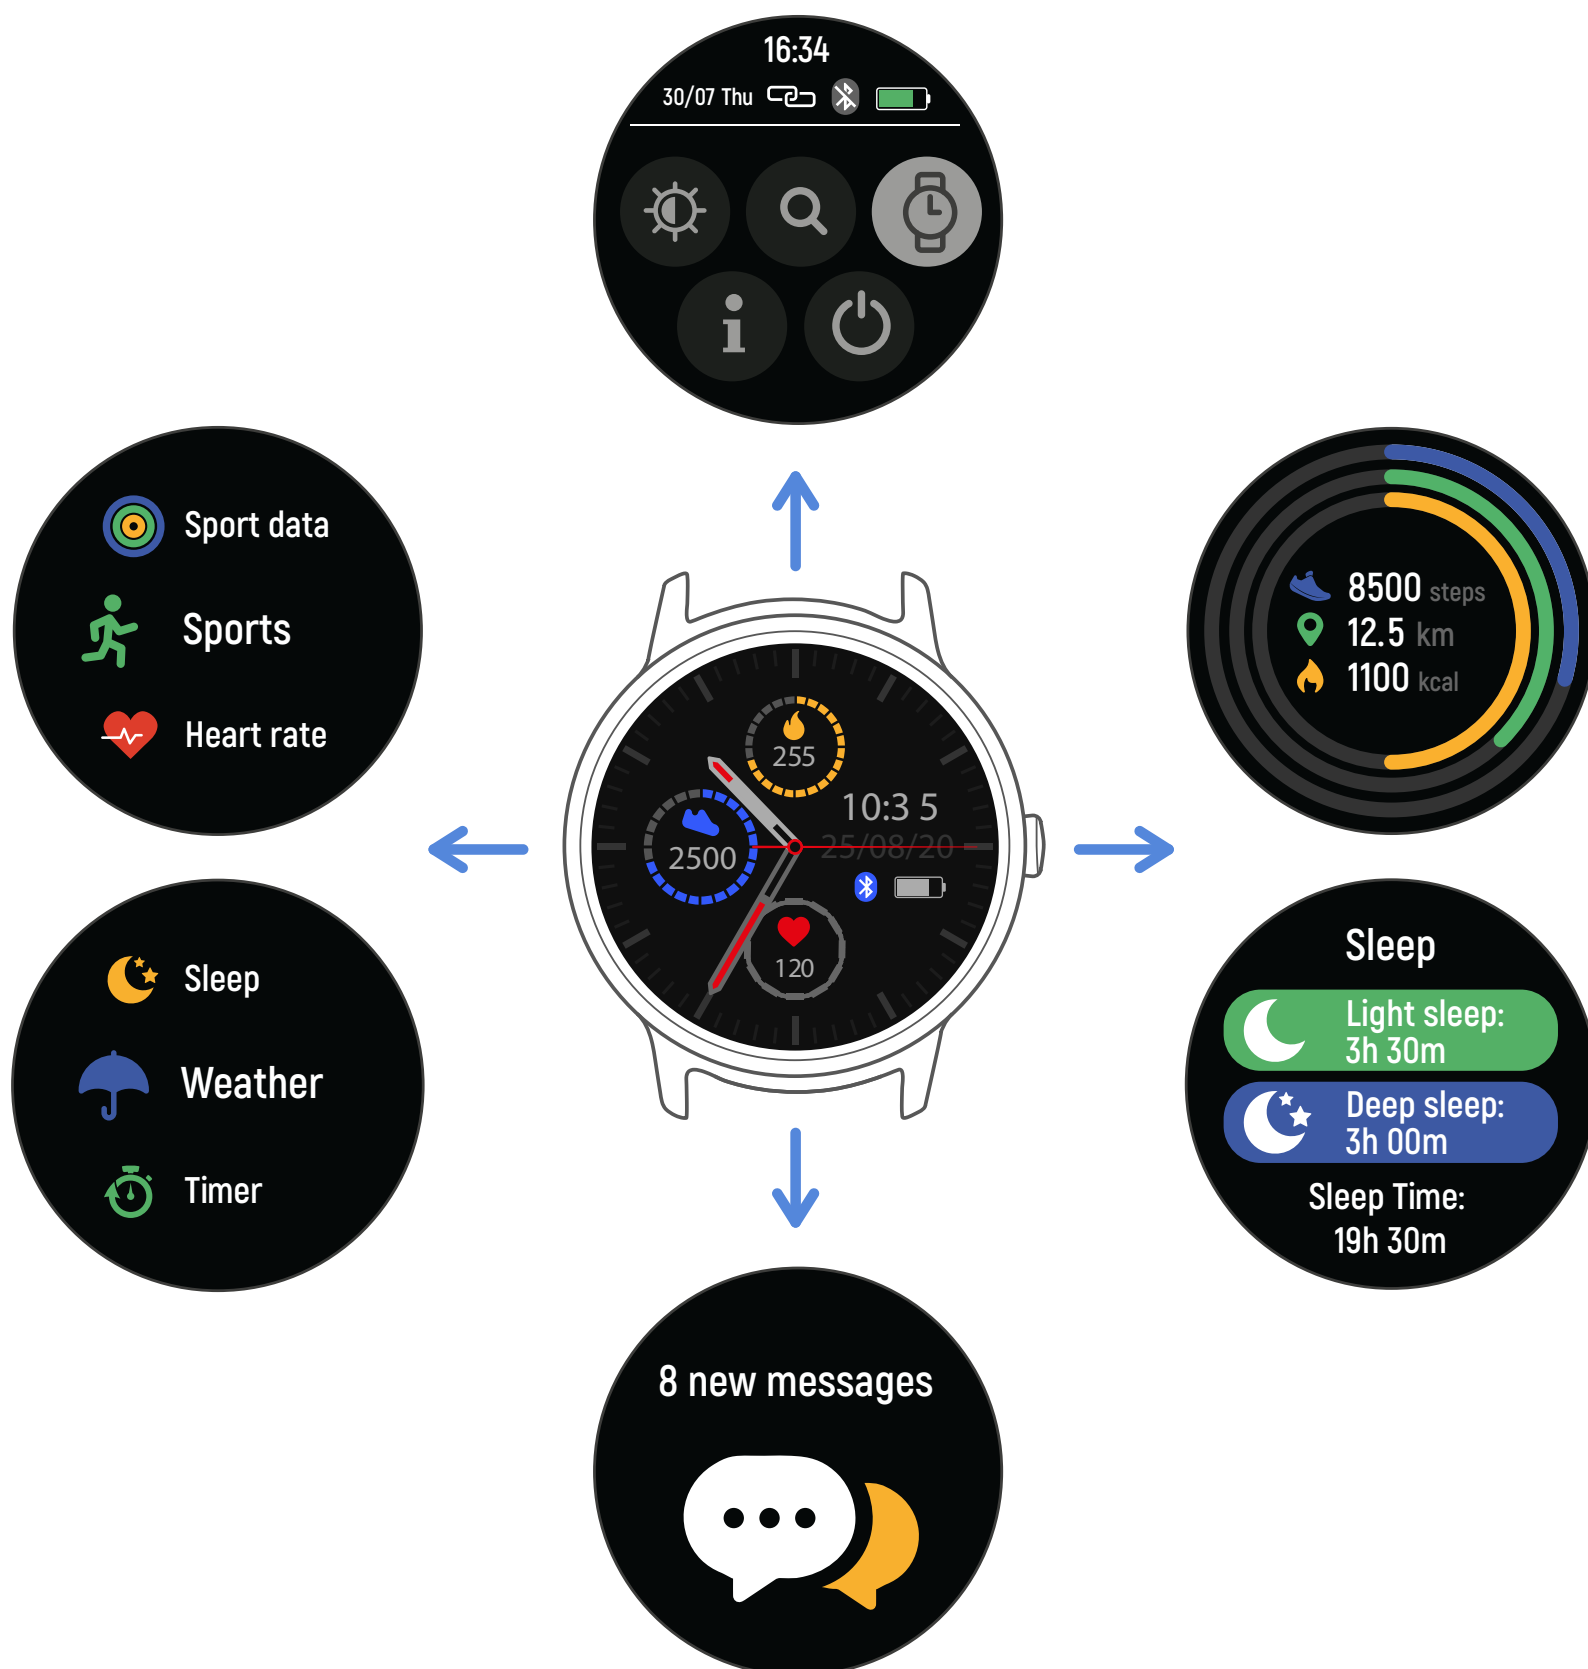 16:34
30/07 Thu
Sport data
Sports
Heart rate
8500 steps
12.5 km
1100 kcal
255
10:3 5
2500
25/08/20
120
Sleep
Weather
Timer
Sleep
Light sleep:
3h 30m
Deep sleep:
3h 00m
Sleep Time:
19h 30m
8 new messages